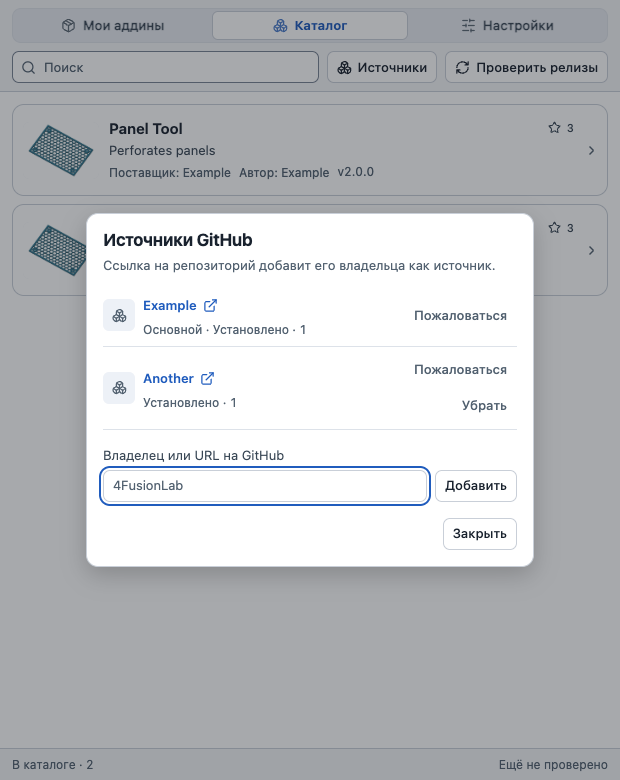 Мои аддины
Каталог
Настройки
Поиск
Источники
Проверить релизы
Panel Tool
3
Perforates panels
Поставщик: Example Автор: Example v2.0.0
3
Источники GitHub
Ссылка на репозиторий добавит его владельца как источник.
Example
Основной · Установлено · 1
Пожаловаться
Another
Установлено · 1
Пожаловаться
Убрать
Владелец или URL на GitHub
4FusionLab
Добавить
Закрыть
В каталоге · 2
Ещё не проверено